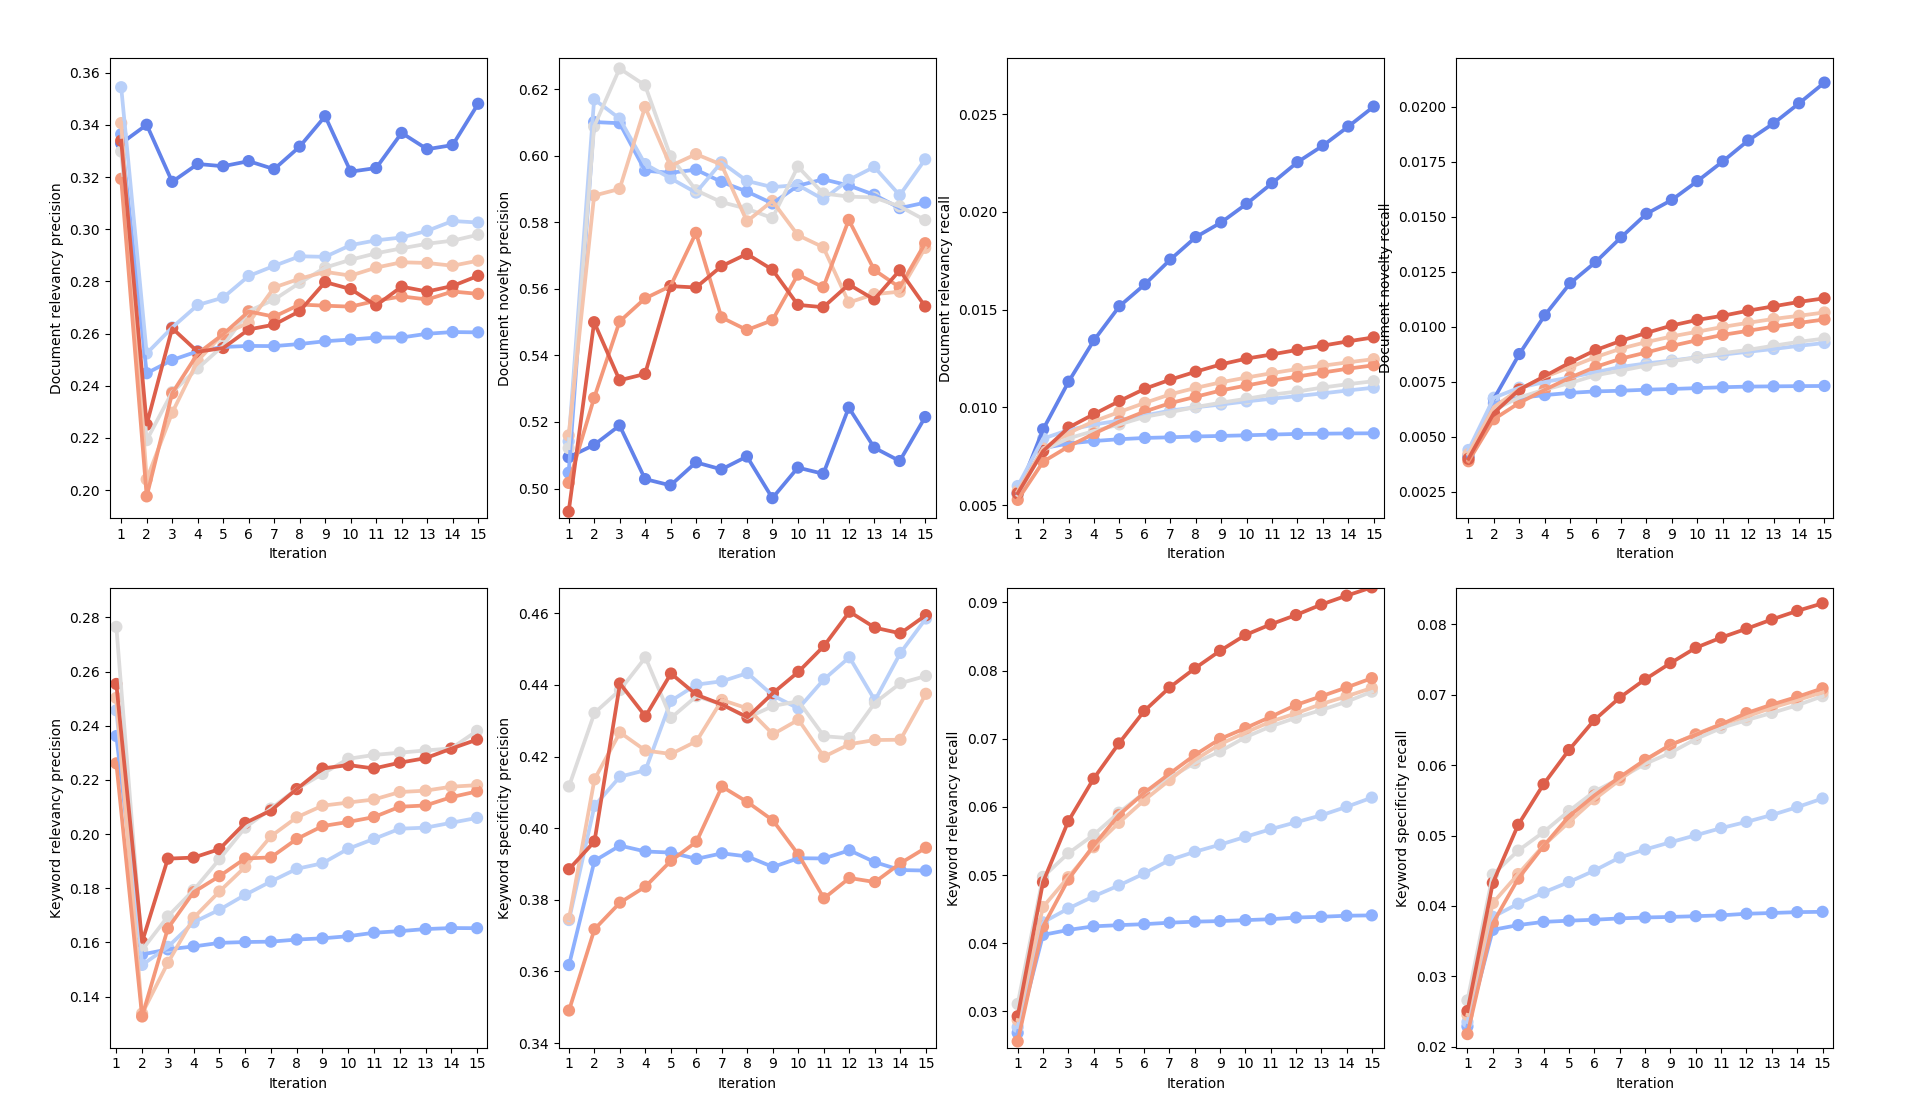 Document relevancy precision
0.36
0.34
0.32
0.30
0.28
0.26
0.24
0.22
0.20
1 2 3 4 5 6 7 8 9 10 11 12 13 14 15
Iteration
Document novelty precision
0.62
0.60
0.58
0.56
0.54
0.52
0.50
1 2 3 4 5 6 7 8 9 10 11 12 13 14 15
Iteration
Document relevancy recall
0.025
0.020
0.015
0.010
0.005
1 2 3 4 5 6 7 8 9 10 11 12 13 14 15
Iteration
Document novelty recall
0.0200
0.0175
0.0150
0.0125
0.0100
0.0075
0.0050
0.0025
1 2 3 4 5 6 7 8 9 10 11 12 13 14 15
Iteration
Keyword relevancy precision
0.28
0.26
0.24
0.22
0.20
0.18
0.16
0.14
1 2 3 4 5 6 7 8 9 10 11 12 13 14 15
Iteration
Keyword specificity precision
0.46
0.44
0.42
0.40
0.38
0.36
0.34
1 2 3 4 5 6 7 8 9 10 11 12 13 14 15
Iteration
Keyword relevancy recall
0.09
0.08
0.07
0.06
0.05
0.04
0.03
1 2 3 4 5 6 7 8 9 10 11 12 13 14 15
Iteration
Keyword specificity recall
0.08
0.07
0.06
0.05
0.04
0.03
0.02
1 2 3 4 5 6 7 8 9 10 11 12 13 14 15
Iteration